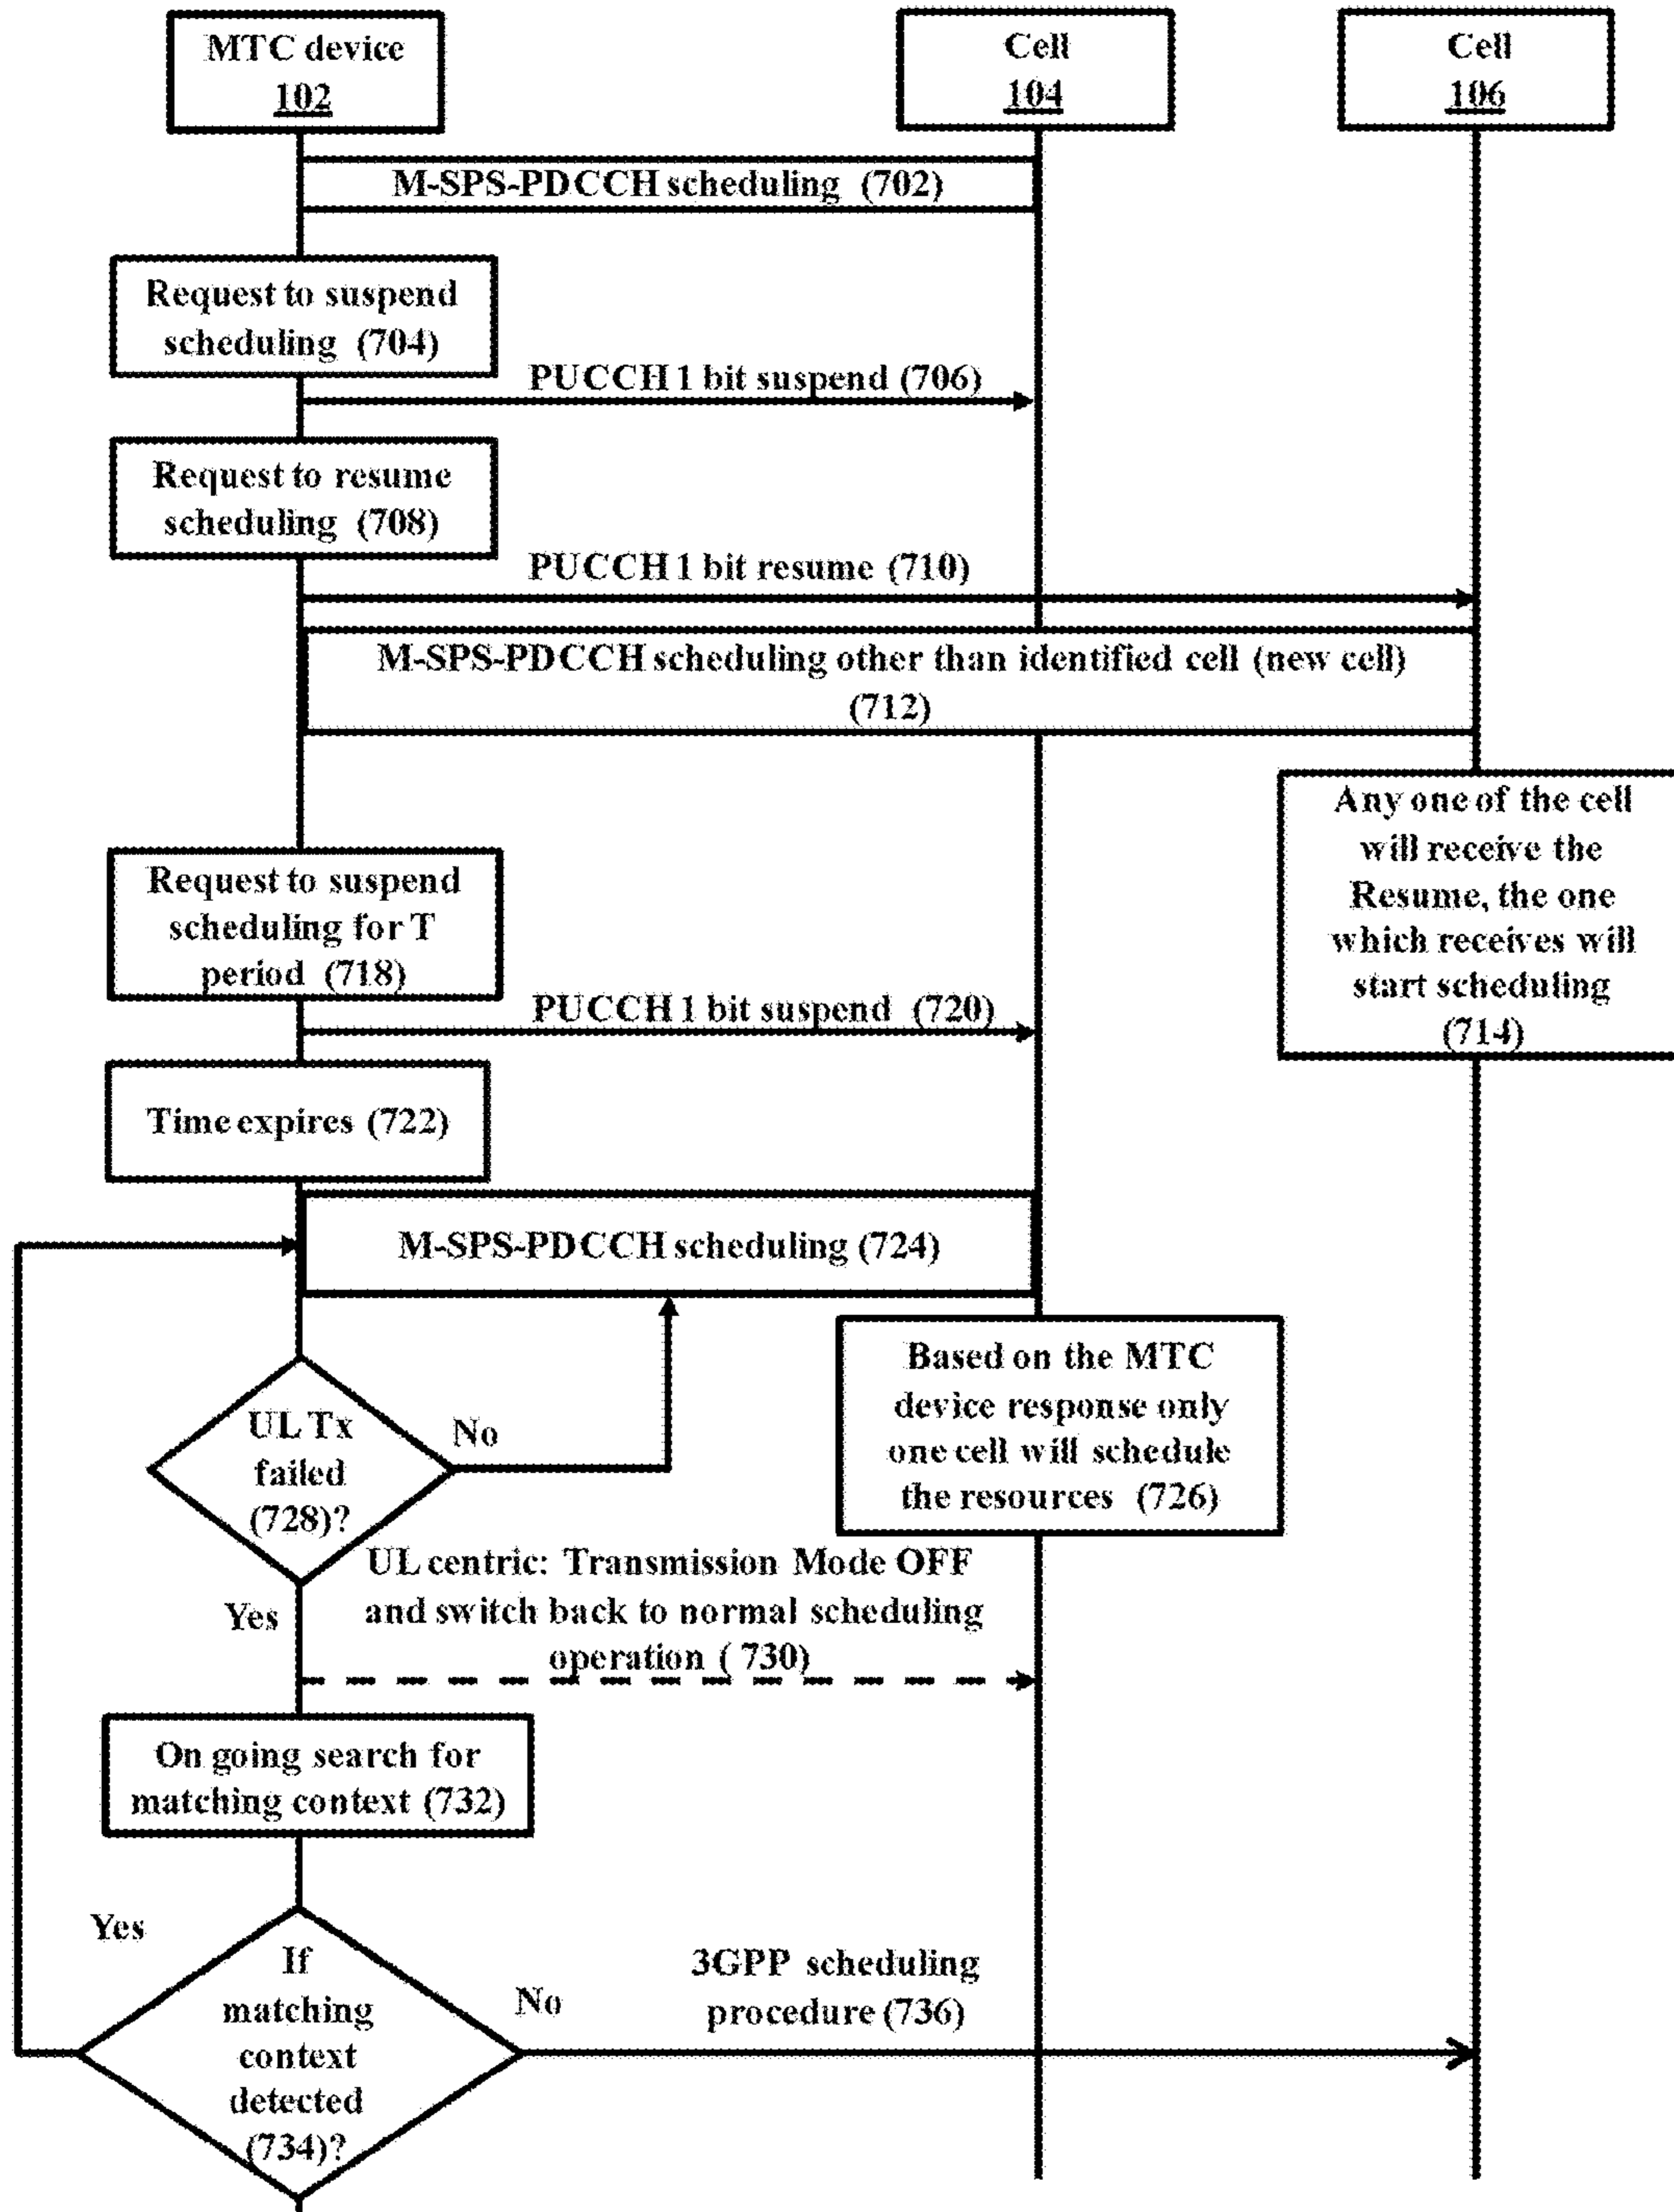 MTC device
102
Cell
104
Cell
106
M-SPS-PDCCH scheduling (702)
Request to suspend
scheduling (704)
PUCCH 1 bit suspend (706)
Request to resume
scheduling (708)
PUCCH 1 bit resume (710)
M-SPS-PDCCH scheduling other than identified cell (new cell)
(712)
Any one of the cell
will receive the
Resume, the one
which receives will
start scheduling
(714)
Request to suspend
scheduling for T
period (718)
PUCCH 1 bit suspend (720)
Time expires (722)
M-SPS-PDCCH scheduling (724)
Based on the MTC
device response only
one cell will schedule
the resources (726)
UL Tx
failed
(728)?
No
Yes
UL centric: Transmission Mode OFF
and switch back to normal scheduling
operation ( 730)
On going search for
matching context (732)
Yes
If
matching
context
detected
(734)?
No
3GPP scheduling
procedure (736)